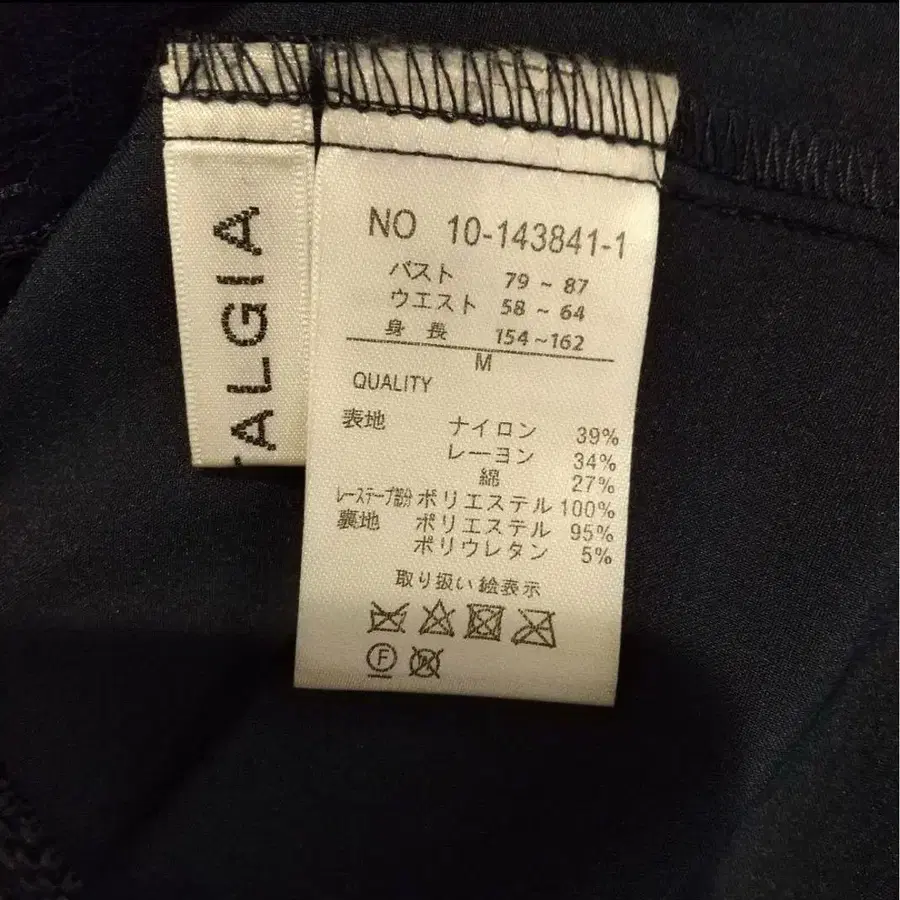 TALGIA
NO 10-143841-1
バスト 79 ~ 87
ウエスト 58 ~ 64
身 長 154 ~ 162
M
QUALITY
表地 ナイロン 39%
レーヨン 34%
綿 27%
レーステープ部分 ポリエステル 100%
裏地 ポリエステル 95%
ポリウレタン 5%
取り扱い絵表示
F